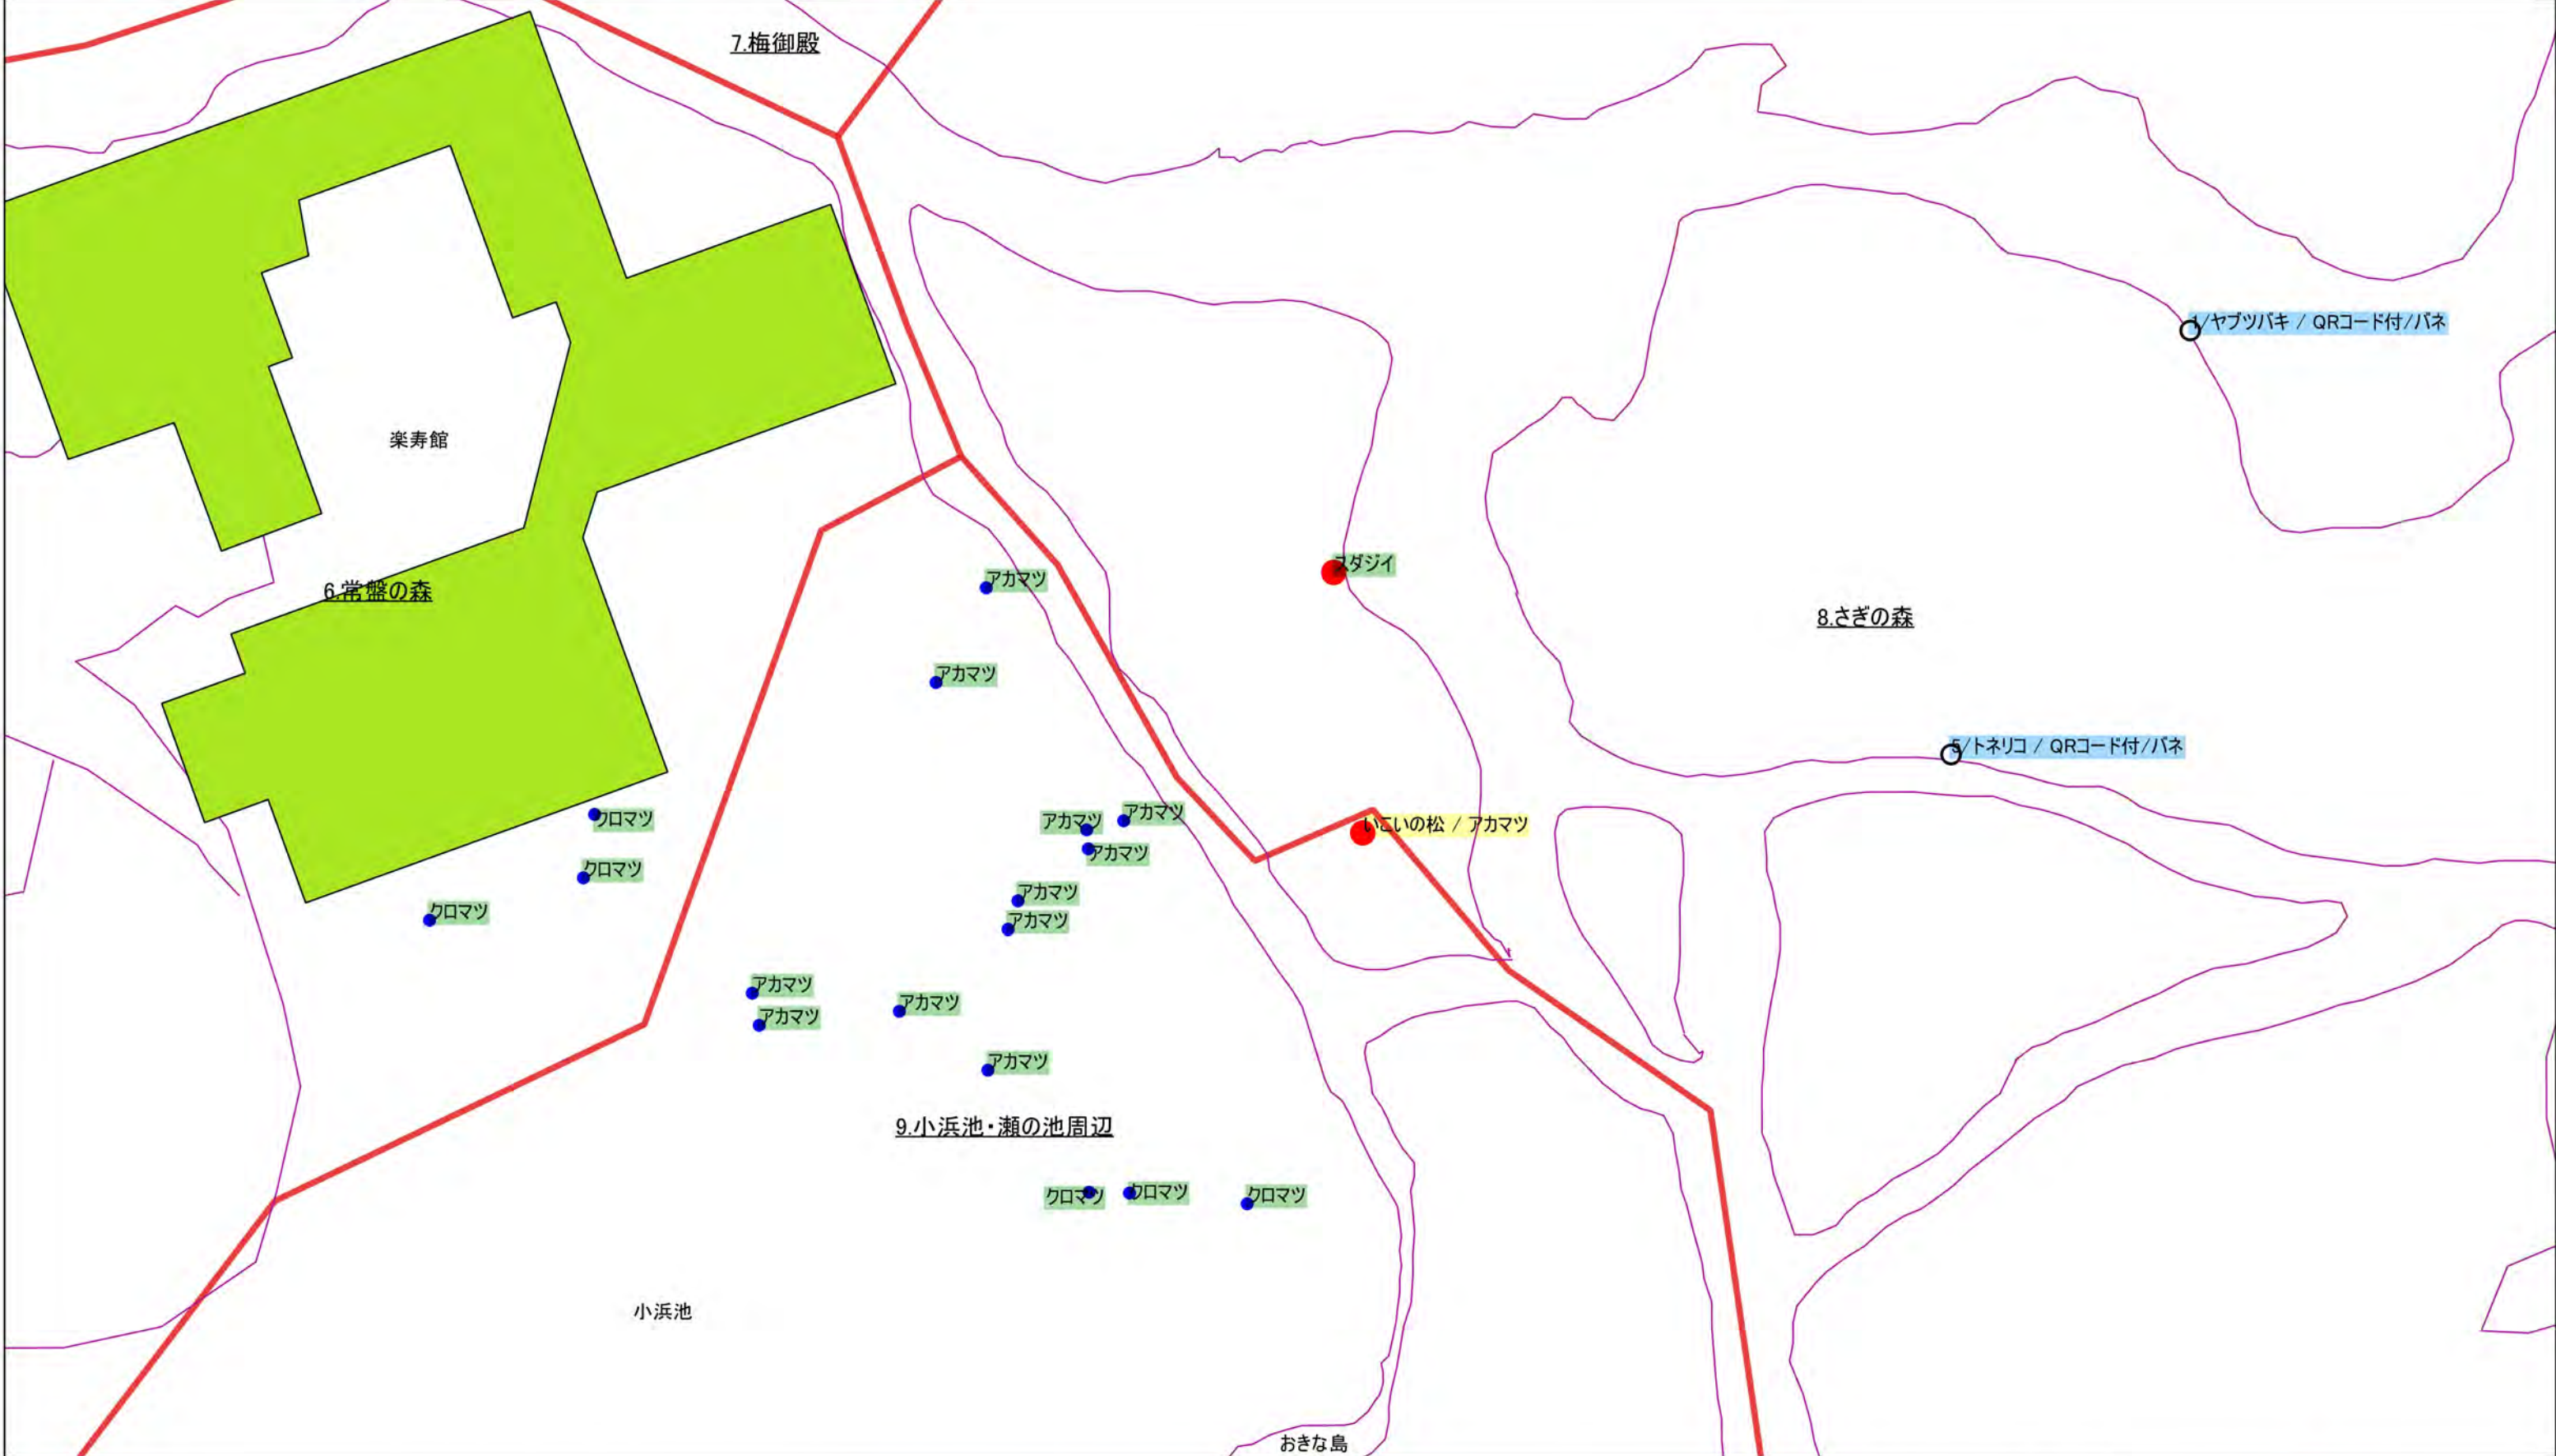 7.梅御殿
1/ヤブツバキ / QRコード付/バネ
楽寿館
スダジイ
アカマツ
6.常盤の森
8.さぎの森
アカマツ
5/トネリコ / QRコード付/バネ
アカマツ
アカマツ
クロマツ
いこいの松 / アカマツ
アカマツ
クロマツ
アカマツ
クロマツ
アカマツ
アカマツ
アカマツ
アカマツ
アカマツ
9.小浜池・瀬の池周辺
クロマツ
クロマツ
クロマツ
小浜池
おきな島